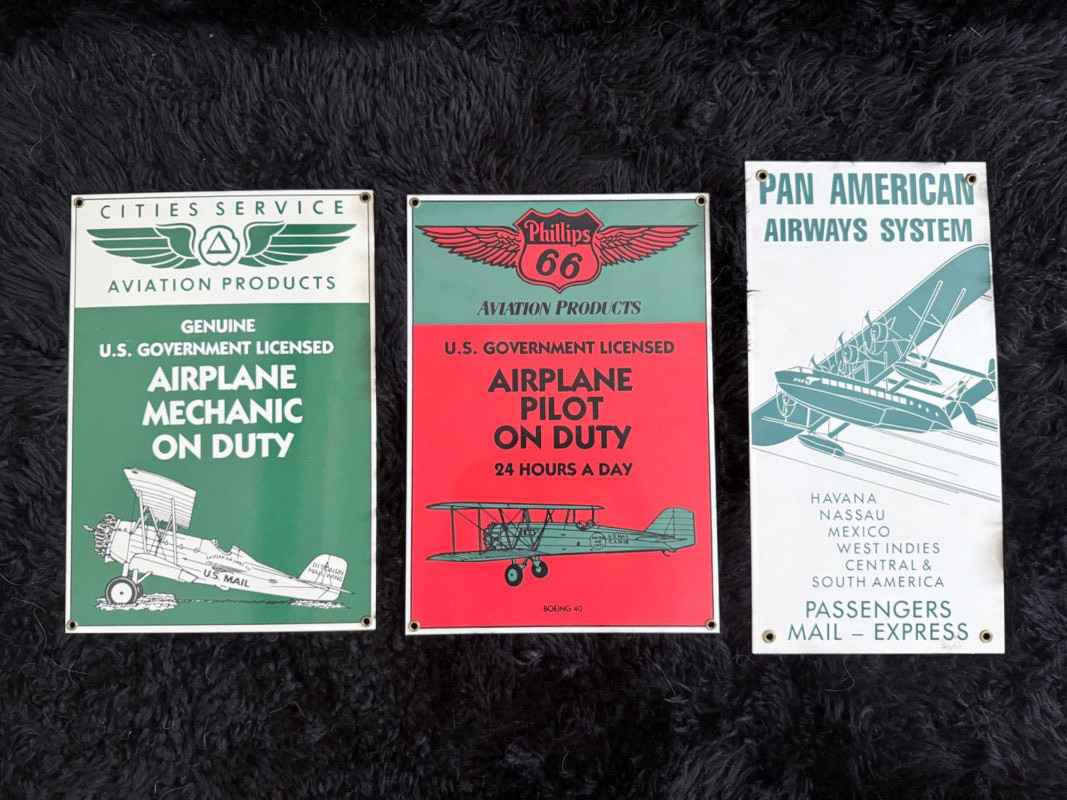 CITIES SERVICE
AVIATION PRODUCTS
GENUINE
U.S. GOVERNMENT LICENSED
AIRPLANE
MECHANIC
ON DUTY
U.S. MAIL
Phillips
66
AVIATION PRODUCTS
U.S. GOVERNMENT LICENSED
AIRPLANE
PILOT
ON DUTY
24 HOURS A DAY
U.S. MAIL
BOEING 40
PAN AMERICAN
AIRWAYS SYSTEM
HAVANA
NASSAU
MEXICO
WEST INDIES
CENTRAL &
SOUTH AMERICA
PASSENGERS
MAIL – EXPRESS